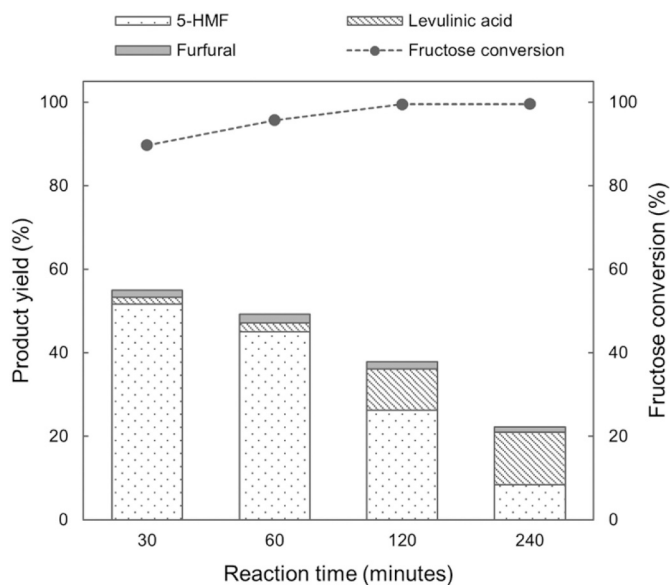 5-HMF Levulinic acid
Furfural Fructose conversion
100 100
80 80
60 60
40 40
20 20
0 0
Product yield (%)
Fructose conversion (%)
30 60 120 240
Reaction time (minutes)